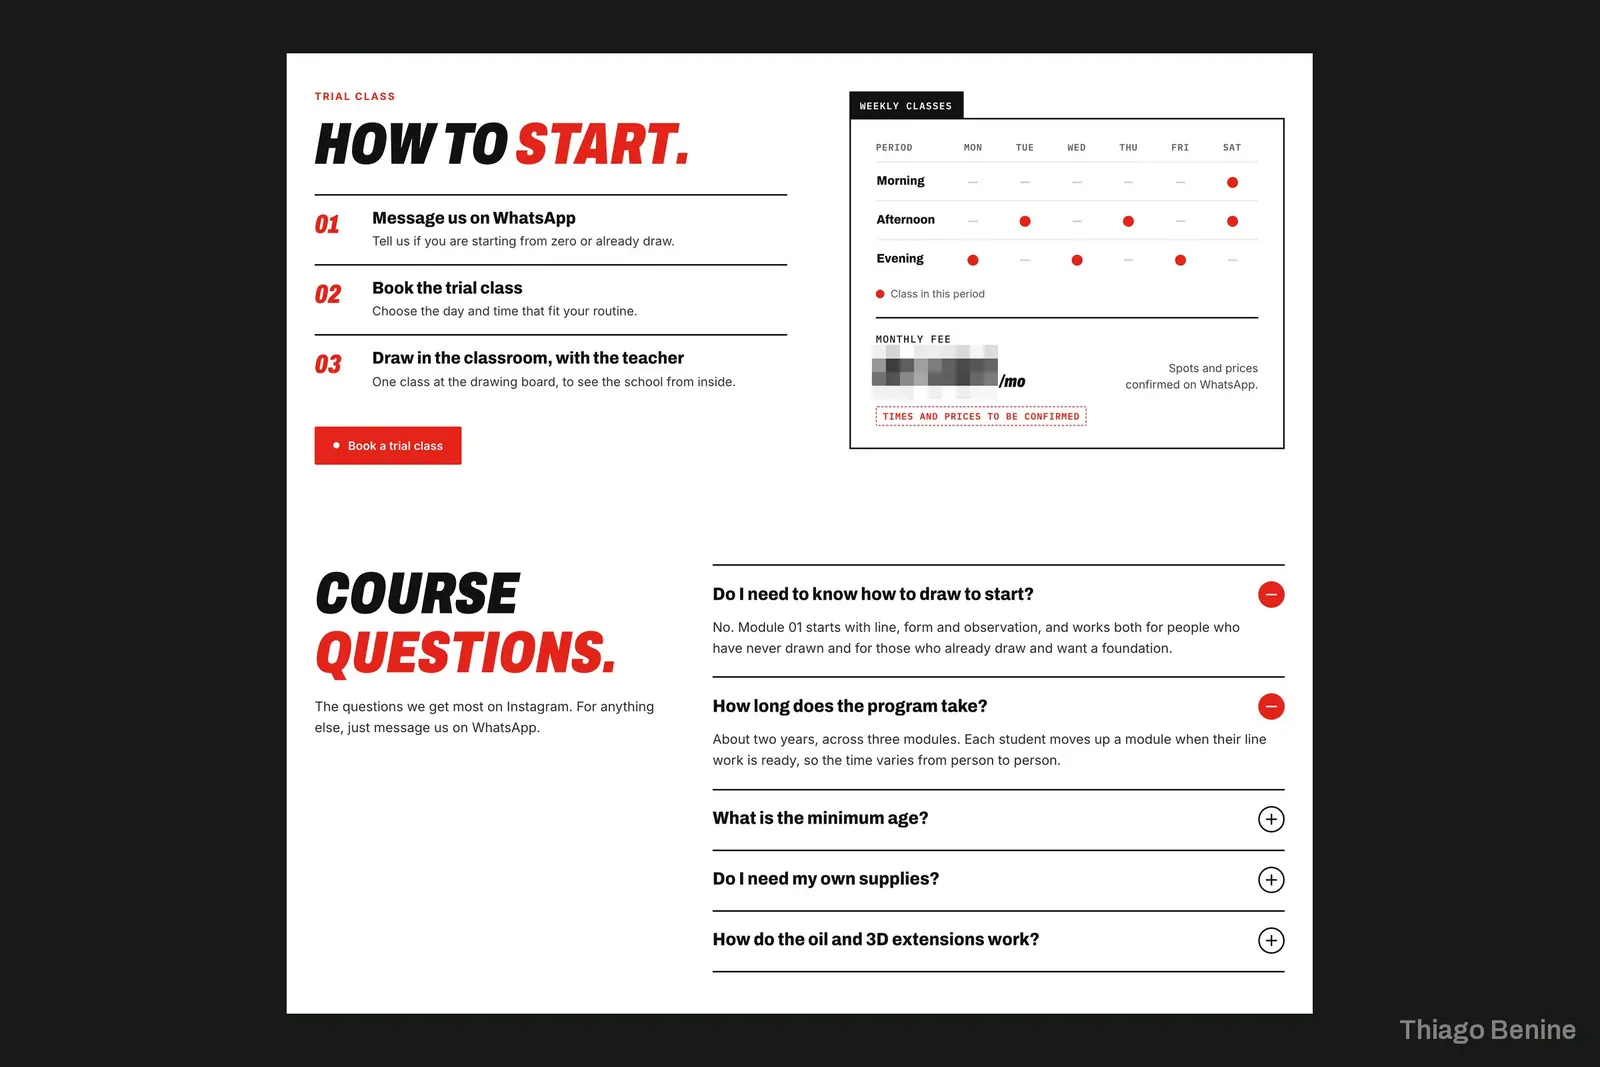 TRIAL CLASS
HOW TO START.
01
Message us on WhatsApp
Tell us if you are starting from zero or already draw.
02
Book the trial class
Choose the day and time that fit your routine.
03
Draw in the classroom, with the teacher
One class at the drawing board, to see the school from inside.
Book a trial class
WEEKLY CLASSES
PERIOD MON TUE WED THU FRI SAT
Morning – – – – –
Afternoon – – –
Evening – – –
Class in this period
MONTHLY FEE
/mo
Spots and prices
confirmed on WhatsApp.
TIMES AND PRICES TO BE CONFIRMED
COURSE
QUESTIONS.
The questions we get most on Instagram. For anything
else, just message us on WhatsApp.
Do I need to know how to draw to start?
No. Module 01 starts with line, form and observation, and works both for people who
have never drawn and for those who already draw and want a foundation.
How long does the program take?
About two years, across three modules. Each student moves up a module when their line
work is ready, so the time varies from person to person.
What is the minimum age?
Do I need my own supplies?
How do the oil and 3D extensions work?
Thiago Benine